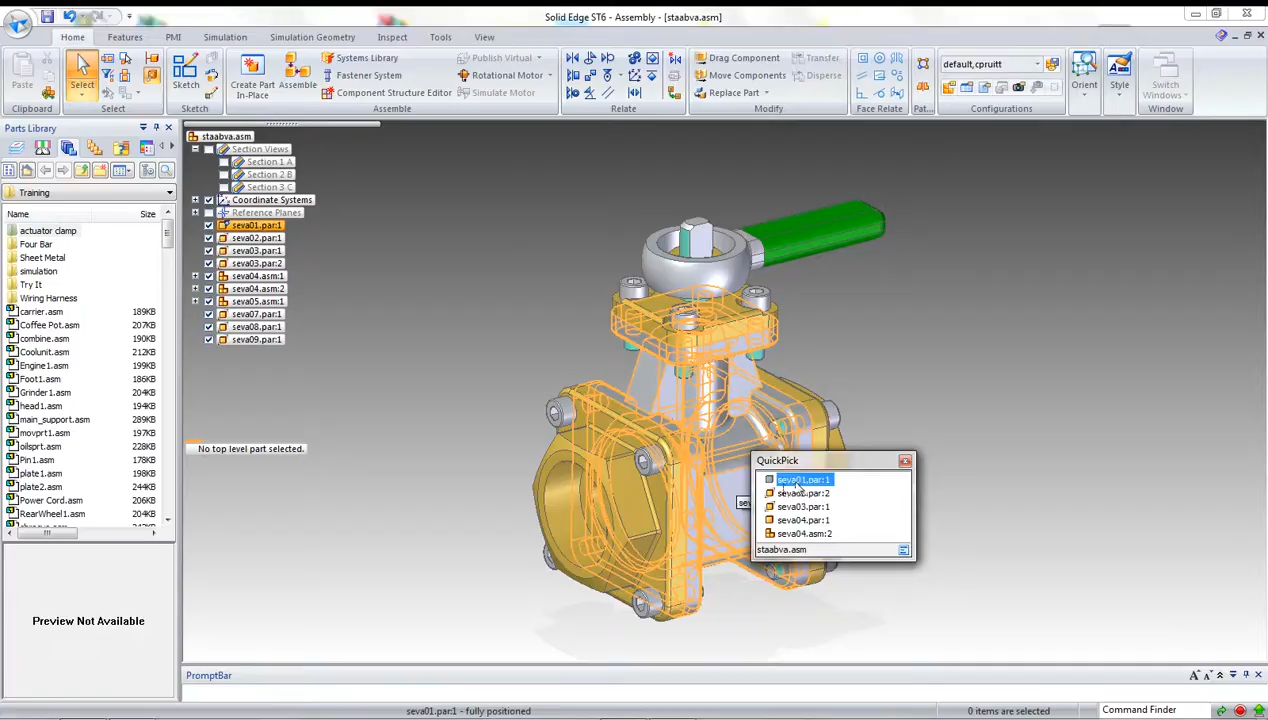 Solid Edge ST6 - Assembly - [staabva.asm]
Home Features PMI Simulation Simulation Geometry Inspect Tools View
Paste
Clipboard
Select
Select
Sketch
Sketch
Create Part In-Place
Assemble
Systems Library
Fastener System
Component Structure Editor
Publish Virtual
Rotational Motor
Simulate Motor
Assemble
Relate
Drag Component
Move Components
Replace Part
Transfer
Disperse
Modify
Face Relate
Pat...
default,cpruitt
Configurations
Orient
Style
Switch Windows
Window
Parts Library
Training
Name Size
actuator clamp
Four Bar
Sheet Metal
simulation
Try It
Wiring Harness
carrier.asm 189KB
Coffee Pot.asm 207KB
combine.asm 190KB
Coolunit.asm 212KB
Engine1.asm 199KB
Foot1.asm 186KB
Grinder1.asm 204KB
head1.asm 204KB
main_support.asm 179KB
movprt1.asm 197KB
oilsprt.asm 197KB
Pin1.asm 178KB
plate1.asm 187KB
plate2.asm 187KB
Power Cord.asm 187KB
RearWheel1.asm 194KB
Preview Not Available
staabva.asm
Section Views
Section 1 A
Section 2 B
Section 3 C
Coordinate Systems
Reference Planes
seva01.par:1
seva02.par:1
seva03.par:1
seva03.par:2
seva04.asm:1
seva04.asm:2
seva05.asm:1
seva07.par:1
seva08.par:1
seva09.par:1
No top level part selected.
QuickPick
seva01.par:1
seva03.par:1
seva04.par:1
seva04.asm:2
staabva.asm
PromptBar
seva01.par:1 - fully positioned
0 items are selected
Command Finder